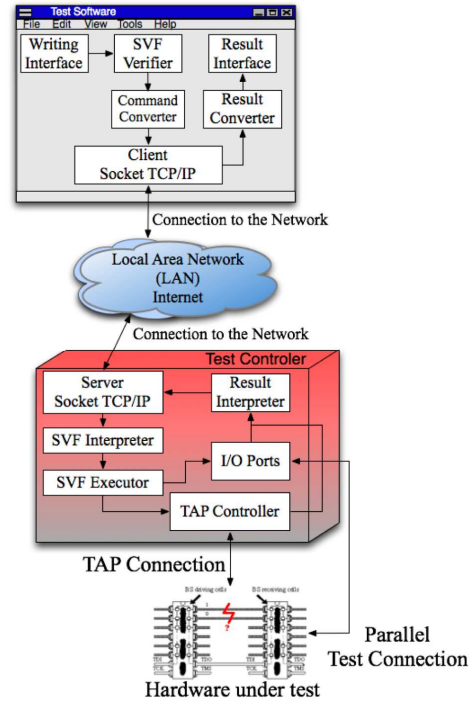 Test Software
File Edit View Tools Help
Writing
Interface
SVF
Verifier
Result
Interface
Command
Converter
Result
Converter
Client
Socket TCP/IP
Connection to the Network
Local Area Network
(LAN)
Internet
Connection to the Network
Test Controler
Server
Socket TCP/IP
Result
Interpreter
SVF Interpreter
SVF Executor
I/O Ports
TAP Controller
TAP Connection
BS driving cells
BS receiving cells
1
0
?
TDI
TDO
TDI
TDO
TCK
TMS
TCK
TMS
Parallel
Test Connection
Hardware under test